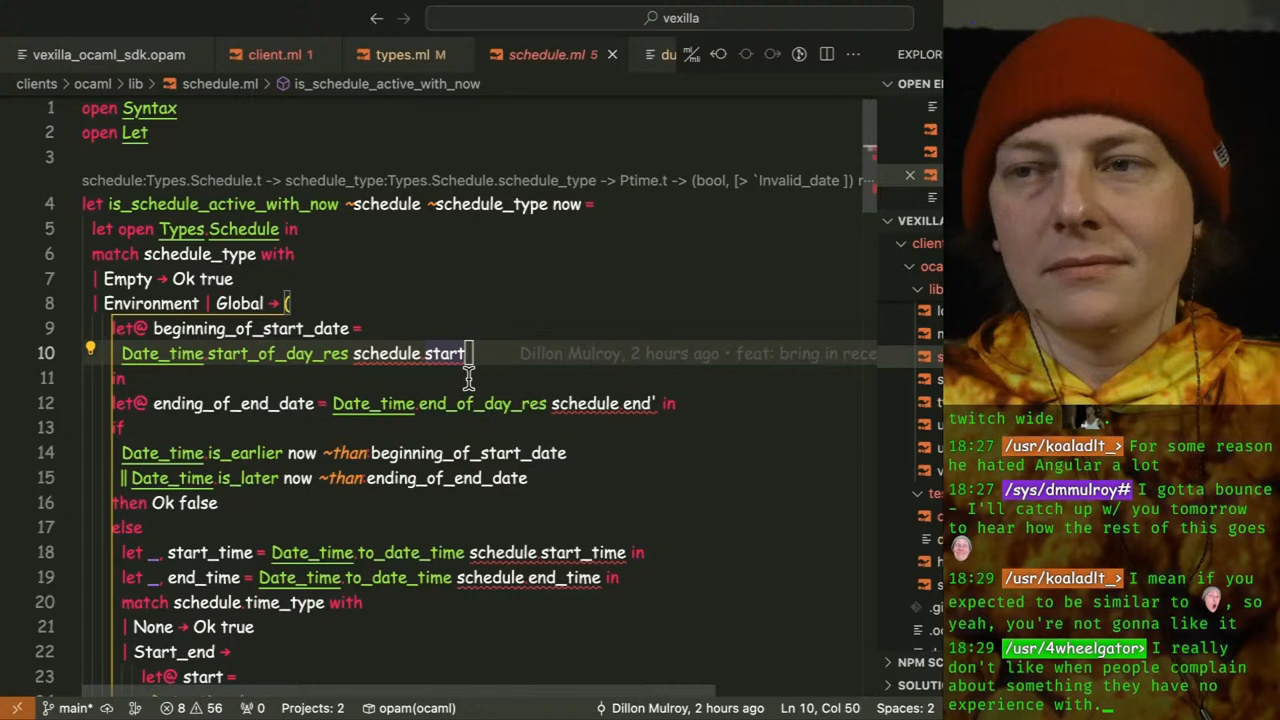 vexilla
vexilla_ocaml_sdk.opam
client.ml 1
types.ml M
schedule.ml 5
du
EXPLOR
clients > ocaml > lib > schedule.ml > is_schedule_active_with_now
OPEN E
1 open Syntax
2 open Let
3
schedule:Types.Schedule.t -> schedule_type:Types.Schedule.schedule_type -> Ptime.t -> (bool, [> `Invalid_date ]) r…
4 let is_schedule_active_with_now ~schedule ~schedule_type now =
5 let open Types.Schedule in
6 match schedule_type with
7 | Empty → Ok true
8 | Environment | Global → (
9 let@ beginning_of_start_date =
10 Date_time.start_of_day_res schedule.start
Dillon Mulroy, 2 hours ago • feat: bring in rece
11 in
12 let@ ending_of_end_date = Date_time.end_of_day_res schedule.end' in
13 if
14 Date_time.is_earlier now ~than:beginning_of_start_date
15 || Date_time.is_later now ~than:ending_of_end_date
16 then Ok false
17 else
18 let _, start_time = Date_time.to_date_time schedule.start_time in
19 let _, end_time = Date_time.to_date_time schedule.end_time in
20 match schedule.time_type with
21 | None → Ok true
22 | Start_end →
23 let@ start =
VEXILL
client
oca
lib
te
.gi
.o
NPM SC
SOLUTIO
main*
8 56
0
Projects: 2
opam(ocaml)
Dillon Mulroy, 2 hours ago
Ln 10, Col 50
Spaces: 2
twitch wide .
18:27 /usr/koaladlt_> For some reason
he hated Angular a lot
18:27 /sys/dmmulroy# I gotta bounce
- I'll catch up w/ you tomorrow
to hear how the rest of this goes
18:29 /usr/koaladlt_> I mean if you
expected to be similar to , so
yeah, you're not gonna like it
18:29 /usr/4wheelgator> I really
don't like when people complain
about something they have no
experience with._